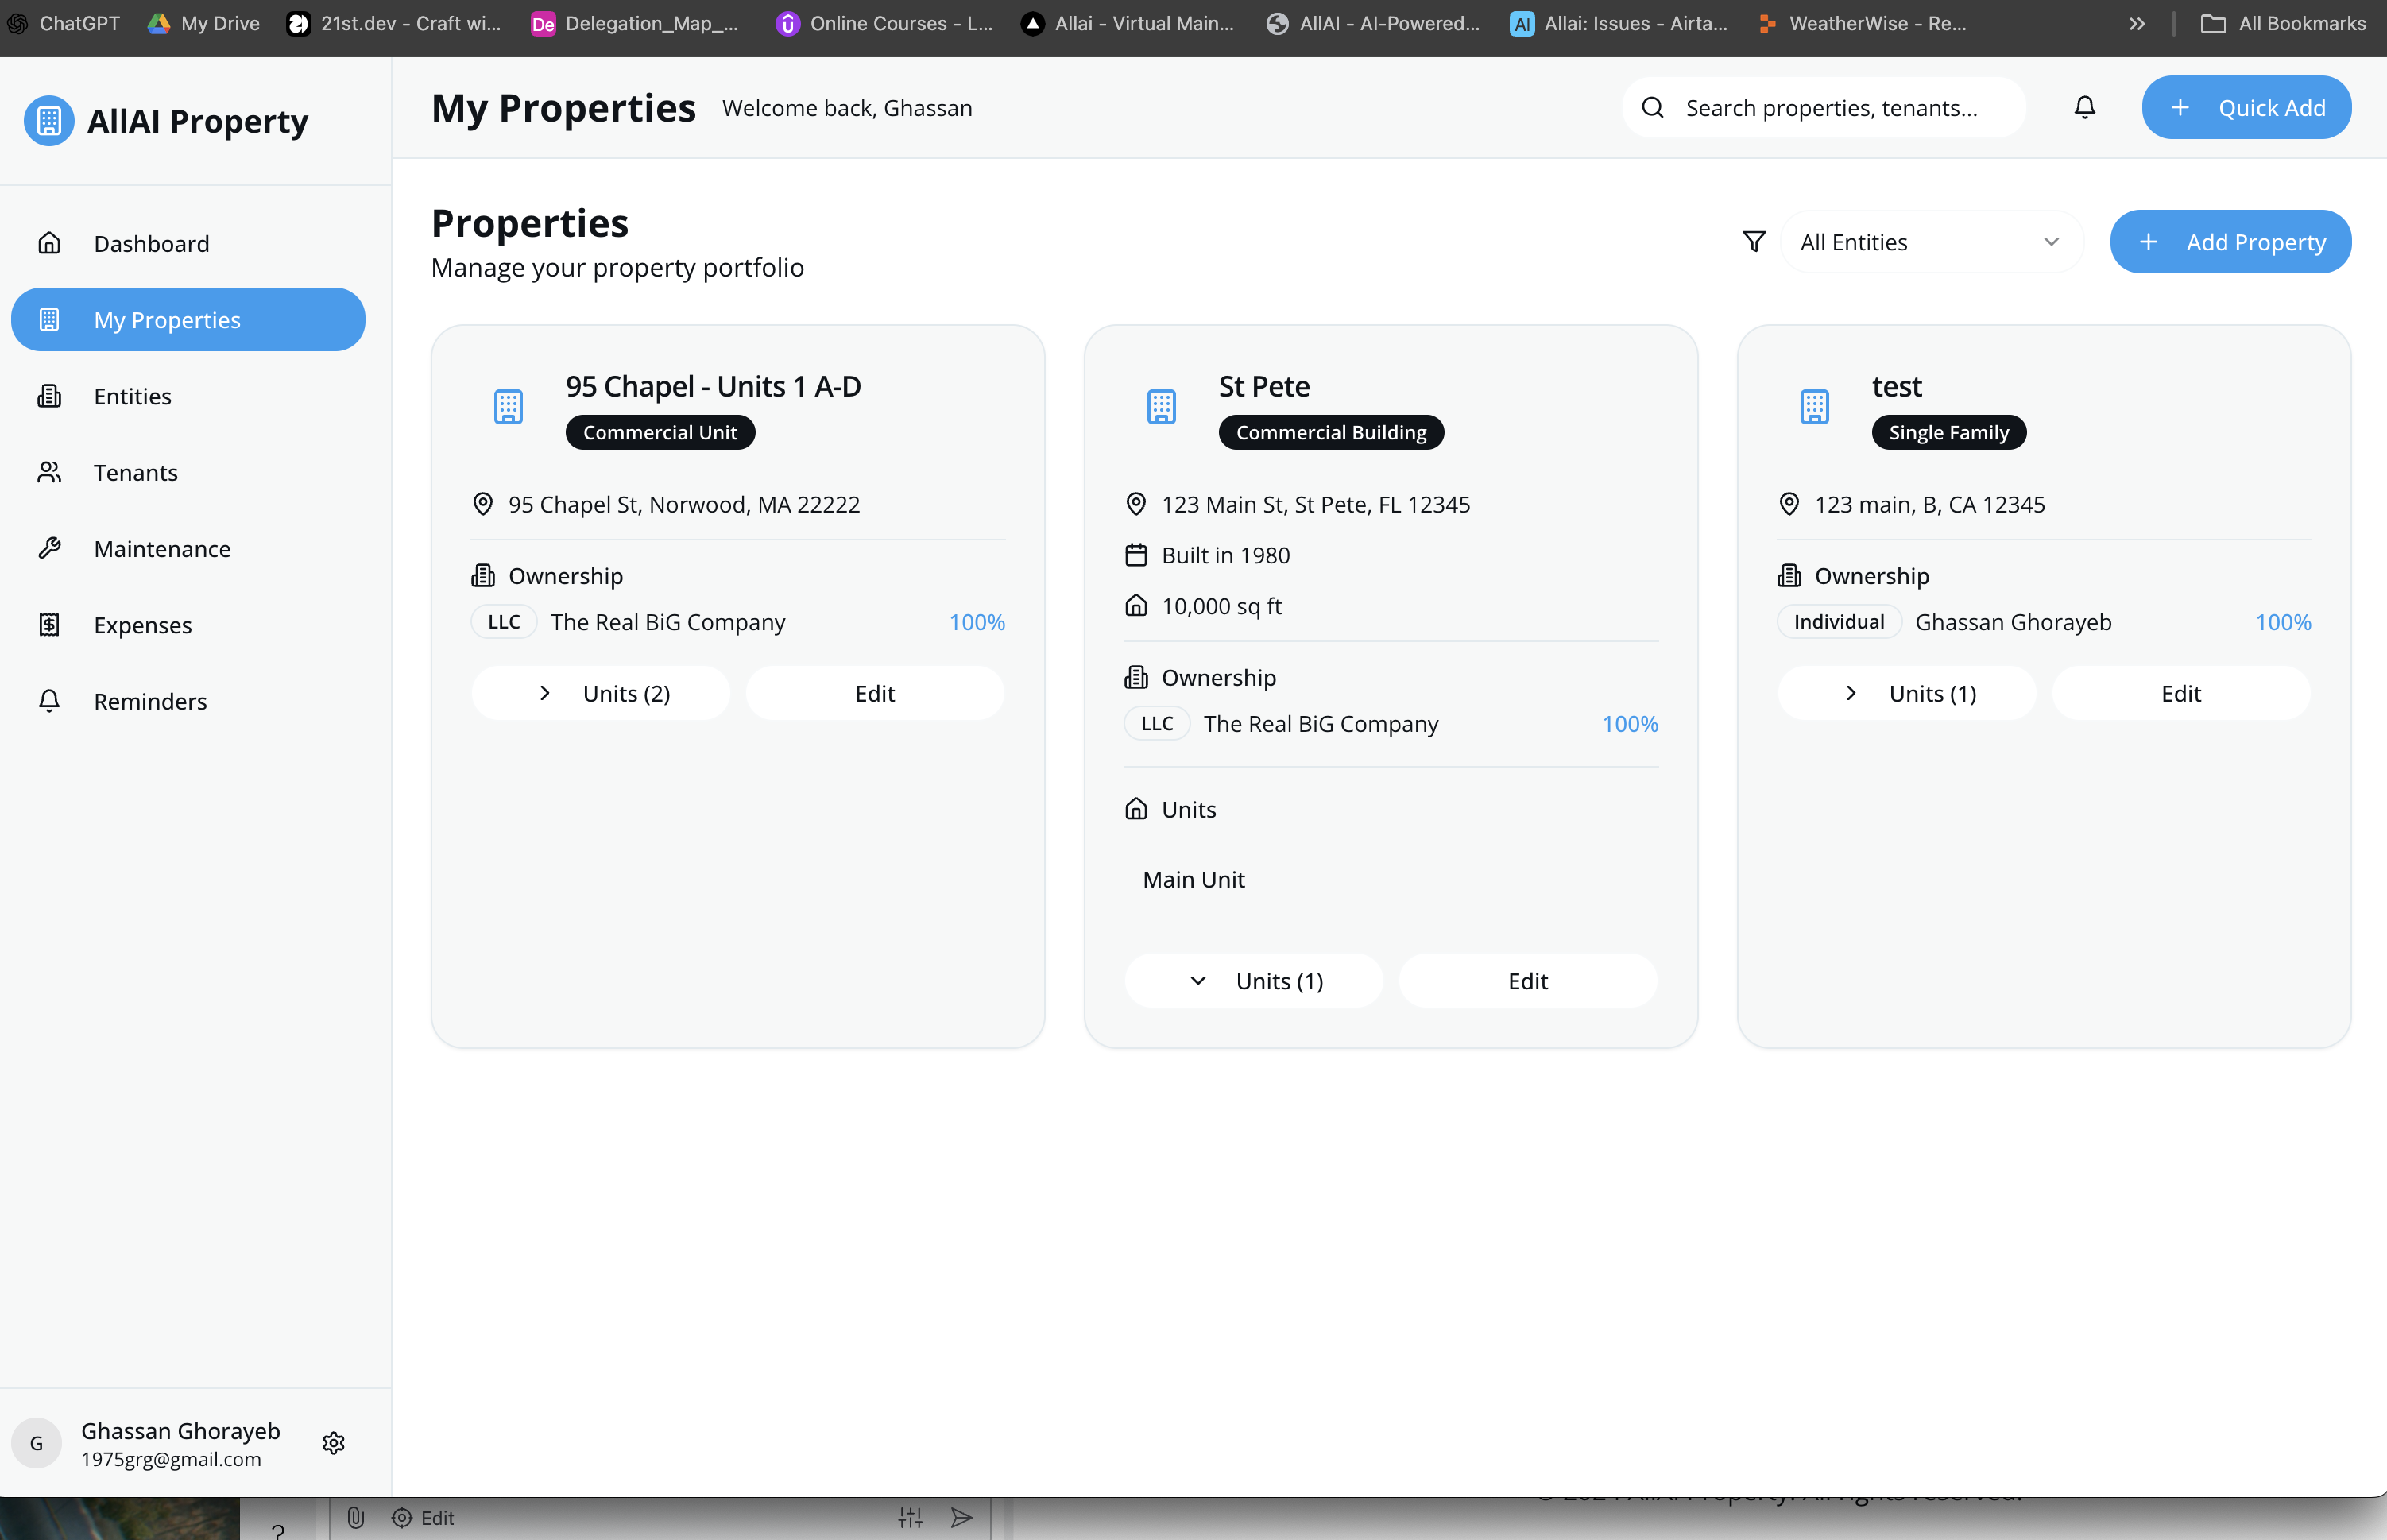 ChatGPT
My Drive
21st.dev - Craft wi...
De Delegation_Map_...
Online Courses - L...
Allai - Virtual Main...
AllAI - AI-Powered...
AI Allai: Issues - Airta...
WeatherWise - Re...
All Bookmarks
AllAI Property
My Properties
Welcome back, Ghassan
Search properties, tenants...
+ Quick Add
Dashboard
My Properties
Entities
Tenants
Maintenance
Expenses
Reminders
Properties
Manage your property portfolio
All Entities
+ Add Property
95 Chapel - Units 1 A-D
Commercial Unit
95 Chapel St, Norwood, MA 22222
Ownership
LLC The Real BiG Company 100%
Units (2)
Edit
St Pete
Commercial Building
123 Main St, St Pete, FL 12345
Built in 1980
10,000 sq ft
Ownership
LLC The Real BiG Company 100%
Units
Main Unit
Units (1)
Edit
test
Single Family
123 main, B, CA 12345
Ownership
Individual Ghassan Ghorayeb 100%
Units (1)
Edit
G
Ghassan Ghorayeb
1975grg@gmail.com
?
Edit